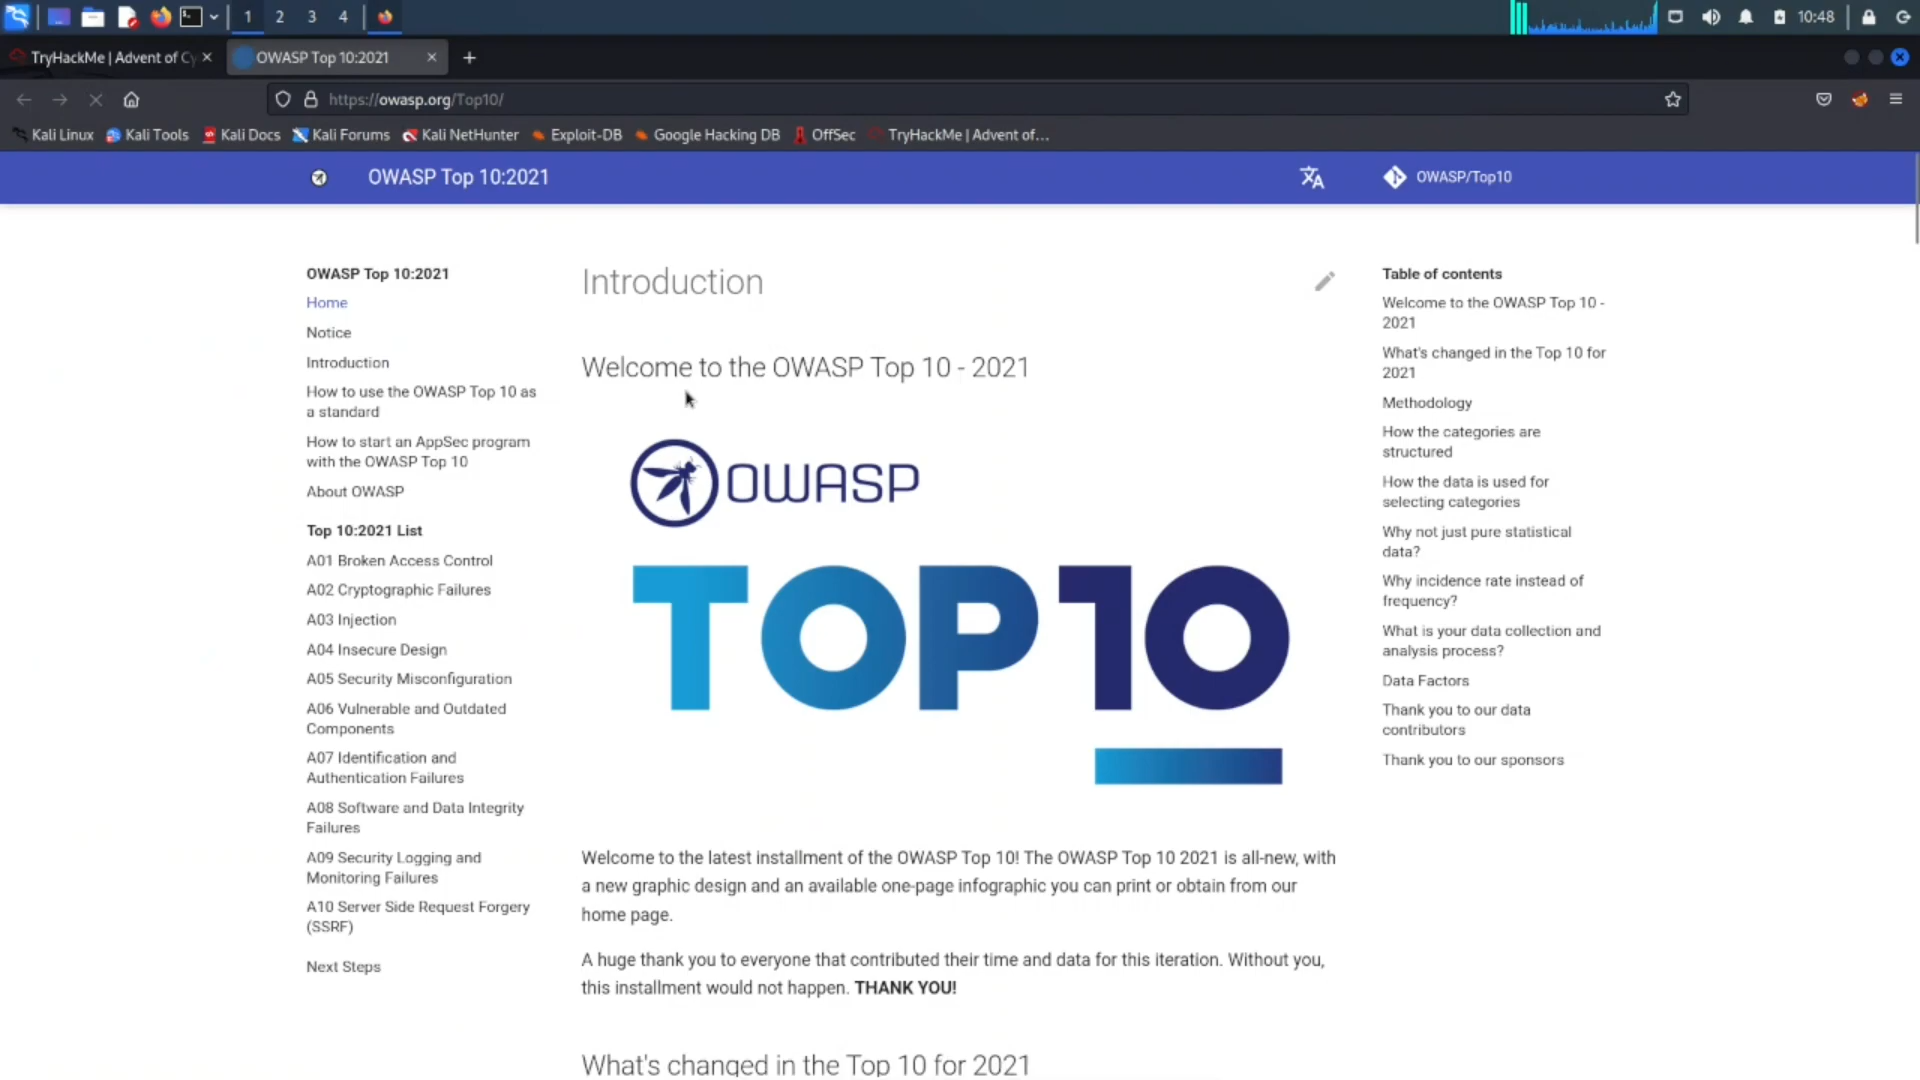 1 2 3 4 10:48
TryHackMe | Advent of Cy
OWASP Top 10:2021
https://owasp.org/Top10/
Kali Linux Kali Tools Kali Docs Kali Forums Kali NetHunter Exploit-DB Google Hacking DB OffSec TryHackMe | Advent of...
OWASP Top 10:2021
OWASP/Top10
OWASP Top 10:2021
Home
Notice
Introduction
How to use the OWASP Top 10 as
a standard
How to start an AppSec program
with the OWASP Top 10
About OWASP
Top 10:2021 List
A01 Broken Access Control
A02 Cryptographic Failures
A03 Injection
A04 Insecure Design
A05 Security Misconfiguration
A06 Vulnerable and Outdated
Components
A07 Identification and
Authentication Failures
A08 Software and Data Integrity
Failures
A09 Security Logging and
Monitoring Failures
A10 Server Side Request Forgery
(SSRF)
Next Steps
Introduction
Welcome to the OWASP Top 10 - 2021
OWASP
TOP10
Welcome to the latest installment of the OWASP Top 10! The OWASP Top 10 2021 is all-new, with
a new graphic design and an available one-page infographic you can print or obtain from our
home page.
A huge thank you to everyone that contributed their time and data for this iteration. Without you,
this installment would not happen. THANK YOU!
What's changed in the Top 10 for 2021
Table of contents
Welcome to the OWASP Top 10 -
2021
What's changed in the Top 10 for
2021
Methodology
How the categories are
structured
How the data is used for
selecting categories
Why not just pure statistical
data?
Why incidence rate instead of
frequency?
What is your data collection and
analysis process?
Data Factors
Thank you to our data
contributors
Thank you to our sponsors